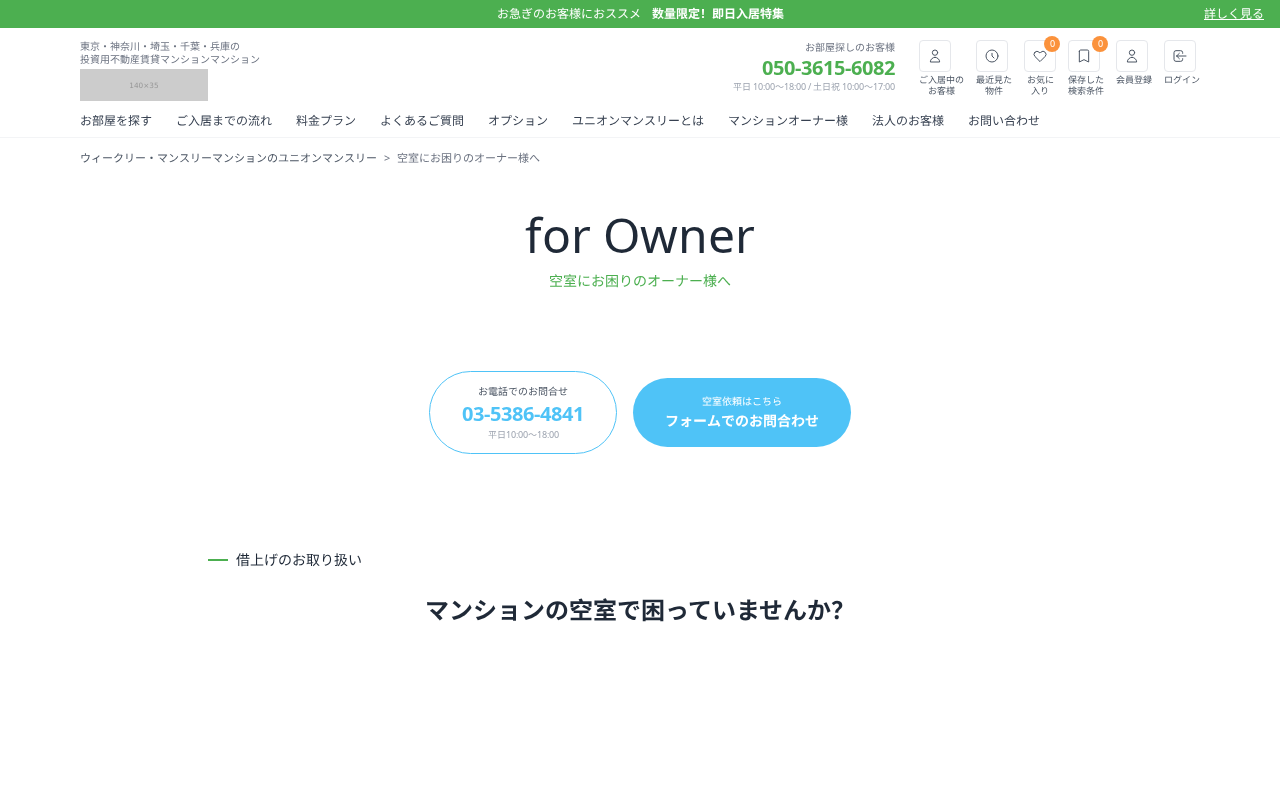 お急ぎのお客様におススメ 数量限定！即日入居特集
詳しく見る
東京・神奈川・埼玉・千葉・兵庫の
投資用不動産賃貸マンションマンション
140×35
お部屋探しのお客様
050-3615-6082
平日 10:00〜18:00 / 土日祝 10:00〜17:00
ご入居中の
お客様
最近見た
物件
0
お気に
入り
0
保存した
検索条件
会員登録
ログイン
お部屋を探す ご入居までの流れ 料金プラン よくあるご質問 オプション ユニオンマンスリーとは マンションオーナー様 法人のお客様 お問い合わせ
ウィークリー・マンスリーマンションのユニオンマンスリー > 空室にお困りのオーナー様へ
for Owner
空室にお困りのオーナー様へ
お電話でのお問合せ
03-5386-4841
平日10:00〜18:00
空室依頼はこちら
フォームでのお問合わせ
借上げのお取り扱い
マンションの空室で困っていませんか？